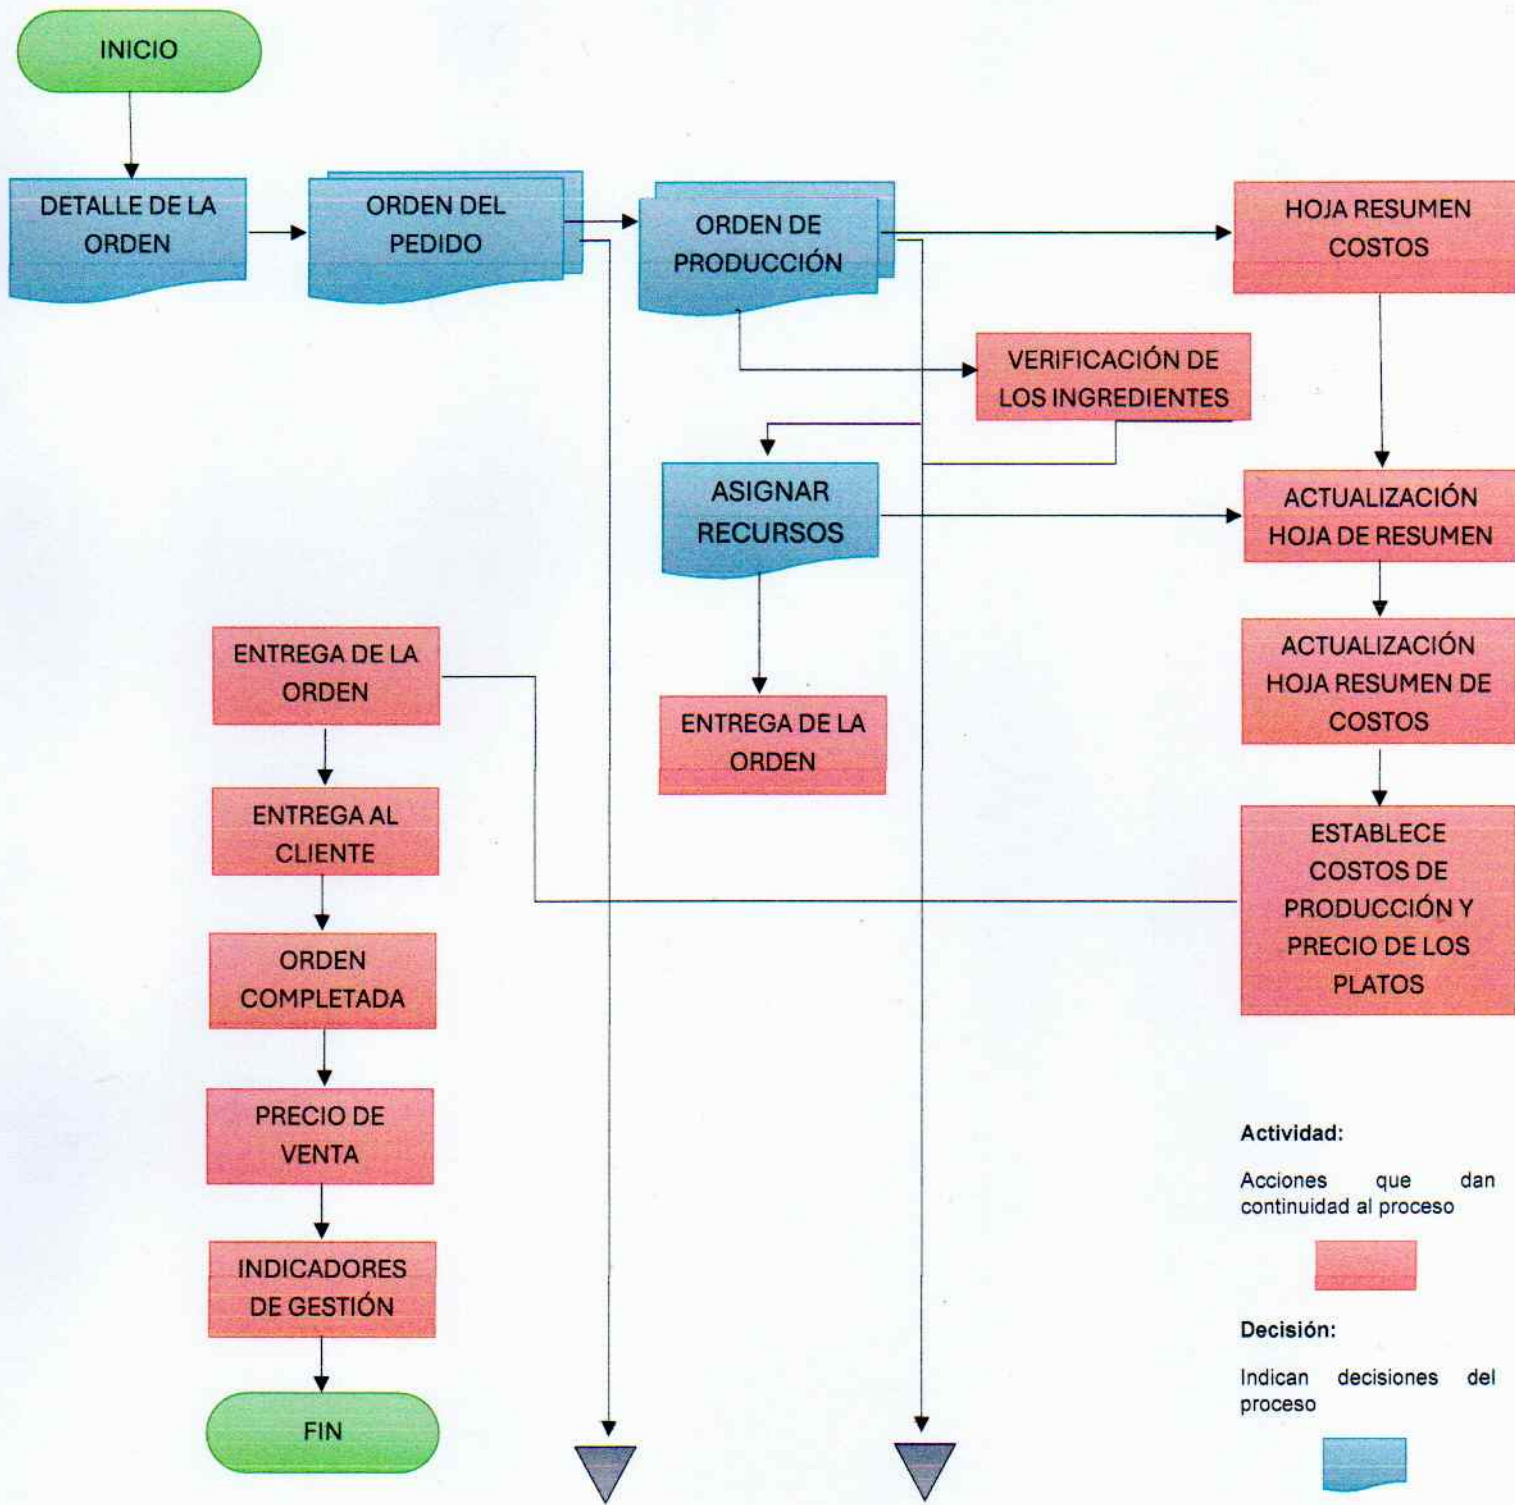 INICIO
DETALLE DE LA
ORDEN
ORDEN DEL
PEDIDO
ORDEN DE
PRODUCCIÓN
HOJA RESUMEN
COSTOS
VERIFICACIÓN DE
LOS INGREDIENTES
ASIGNAR
RECURSOS
ACTUALIZACIÓN
HOJA DE RESUMEN
ENTREGA DE LA
ORDEN
ENTREGA DE LA
ORDEN
ACTUALIZACIÓN
HOJA RESUMEN DE
COSTOS
ENTREGA AL
CLIENTE
ESTABLECE
COSTOS DE
PRODUCCIÓN Y
PRECIO DE LOS
PLATOS
ORDEN
COMPLETADA
PRECIO DE
VENTA
INDICADORES
DE GESTIÓN
FIN
Actividad:
Acciones que dan
continuidad al proceso
Decisión:
Indican decisiones del
proceso